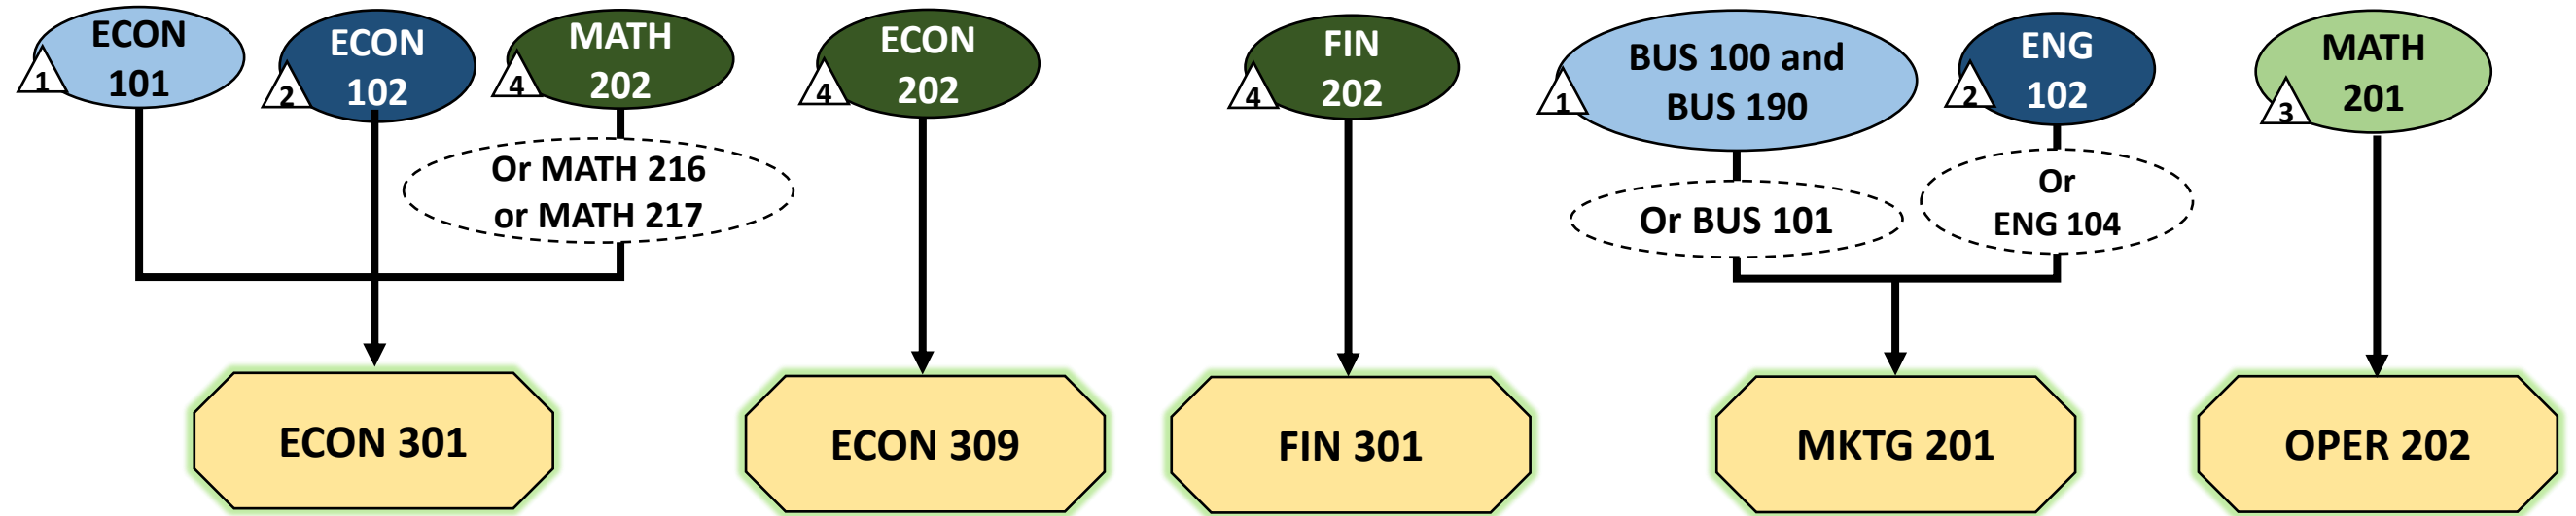 ECON
101
1
ECON
102
2
MATH
202
4
Or MATH 216
or MATH 217
ECON
202
4
FIN
202
4
BUS 100 and
BUS 190
1
Or BUS 101
ENG
102
2
Or
ENG 104
MATH
201
3
ECON 301
ECON 309
FIN 301
MKTG 201
OPER 202